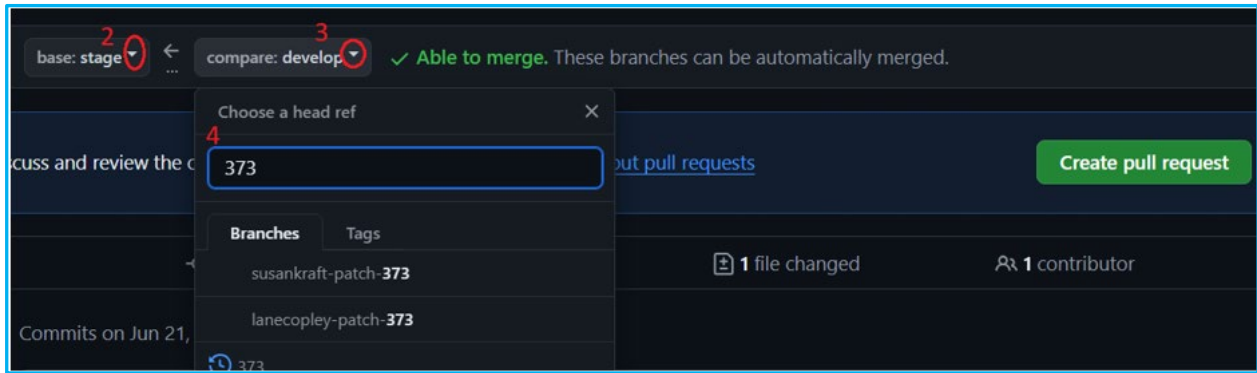 2 3
base: stage compare: develop Able to merge. These branches can be automatically merged.
Choose a head ref
4
cuss and review the 373 out pull requests Create pull request
Branches Tags
susankraft-patch-373 1 file changed 1 contributor
lanecopley-patch-373
Commits on Jun 21,
373